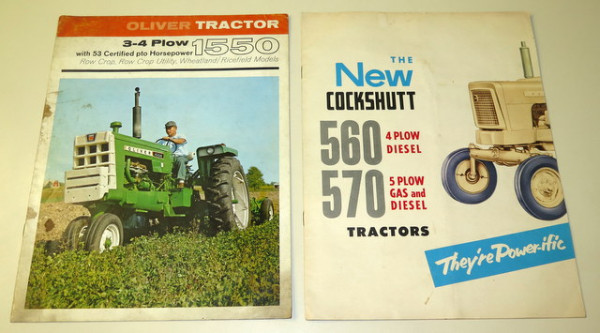 OLIVER TRACTOR
3-4 Plow 1550
with 53 Certified pto Horsepower
Row Crop, Row Crop Utility, Wheatland/Ricefield Models
OLIVER
THE
New
COCKSHUTT
560 4 PLOW
DIESEL
570 5 PLOW
GAS and
DIESEL
TRACTORS
They're Power-ific